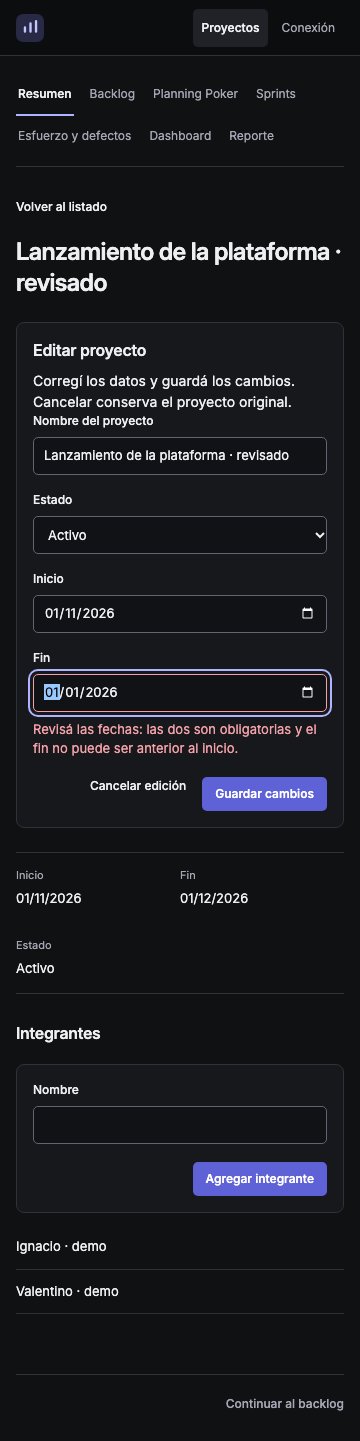 Proyectos Conexión
Resumen Backlog Planning Poker Sprints
Esfuerzo y defectos Dashboard Reporte
Volver al listado
Lanzamiento de la plataforma ·
revisado
Editar proyecto
Corregí los datos y guardá los cambios.
Cancelar conserva el proyecto original.
Nombre del proyecto
Lanzamiento de la plataforma · revisado
Estado
Activo
Inicio
01/11/2026
Fin
01/01/2026
Revisá las fechas: las dos son obligatorias y el
fin no puede ser anterior al inicio.
Cancelar edición Guardar cambios
Inicio Fin
01/11/2026 01/12/2026
Estado
Activo
Integrantes
Nombre
Agregar integrante
Ignacio · demo
Valentino · demo
Continuar al backlog